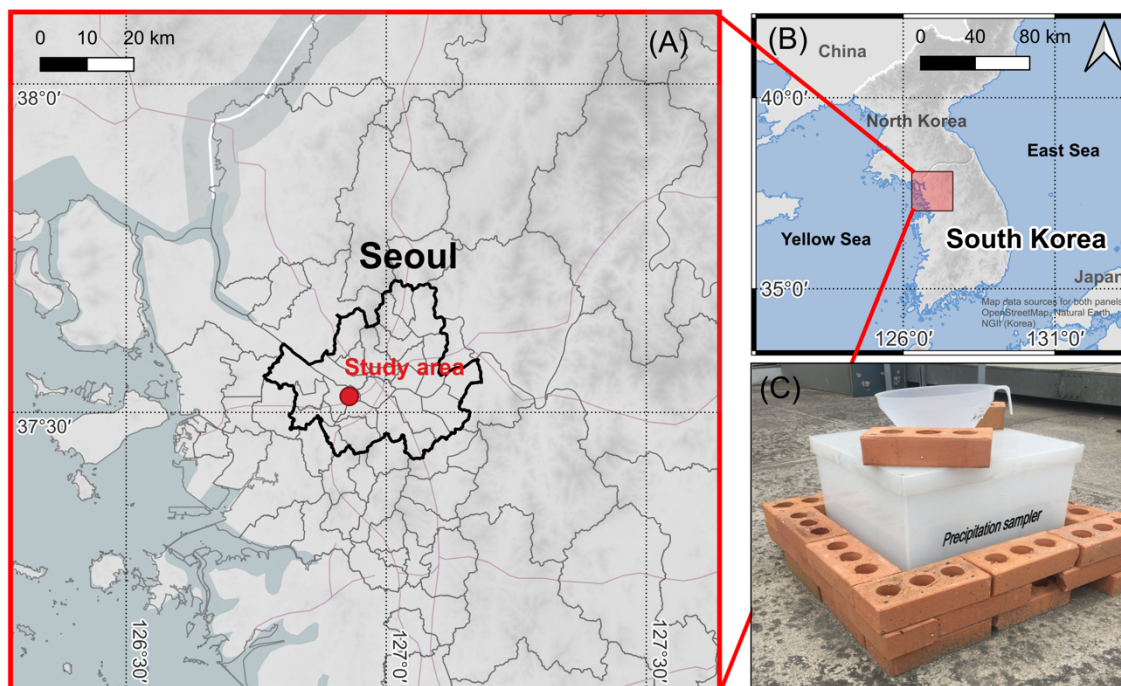 0 10 20 km
(A)
38°0′
Seoul
Study area
37°30′
126°30′
127°0′
127°30′
(B)
China
0 40 80 km
40°0′
North Korea
East Sea
Yellow Sea
South Korea
Japan
35°0′
Map data sources for both panels
OpenStreetMap, Natural Earth,
NGII (Korea)
126°0′
131°0′
(C)
Precipitation sampler